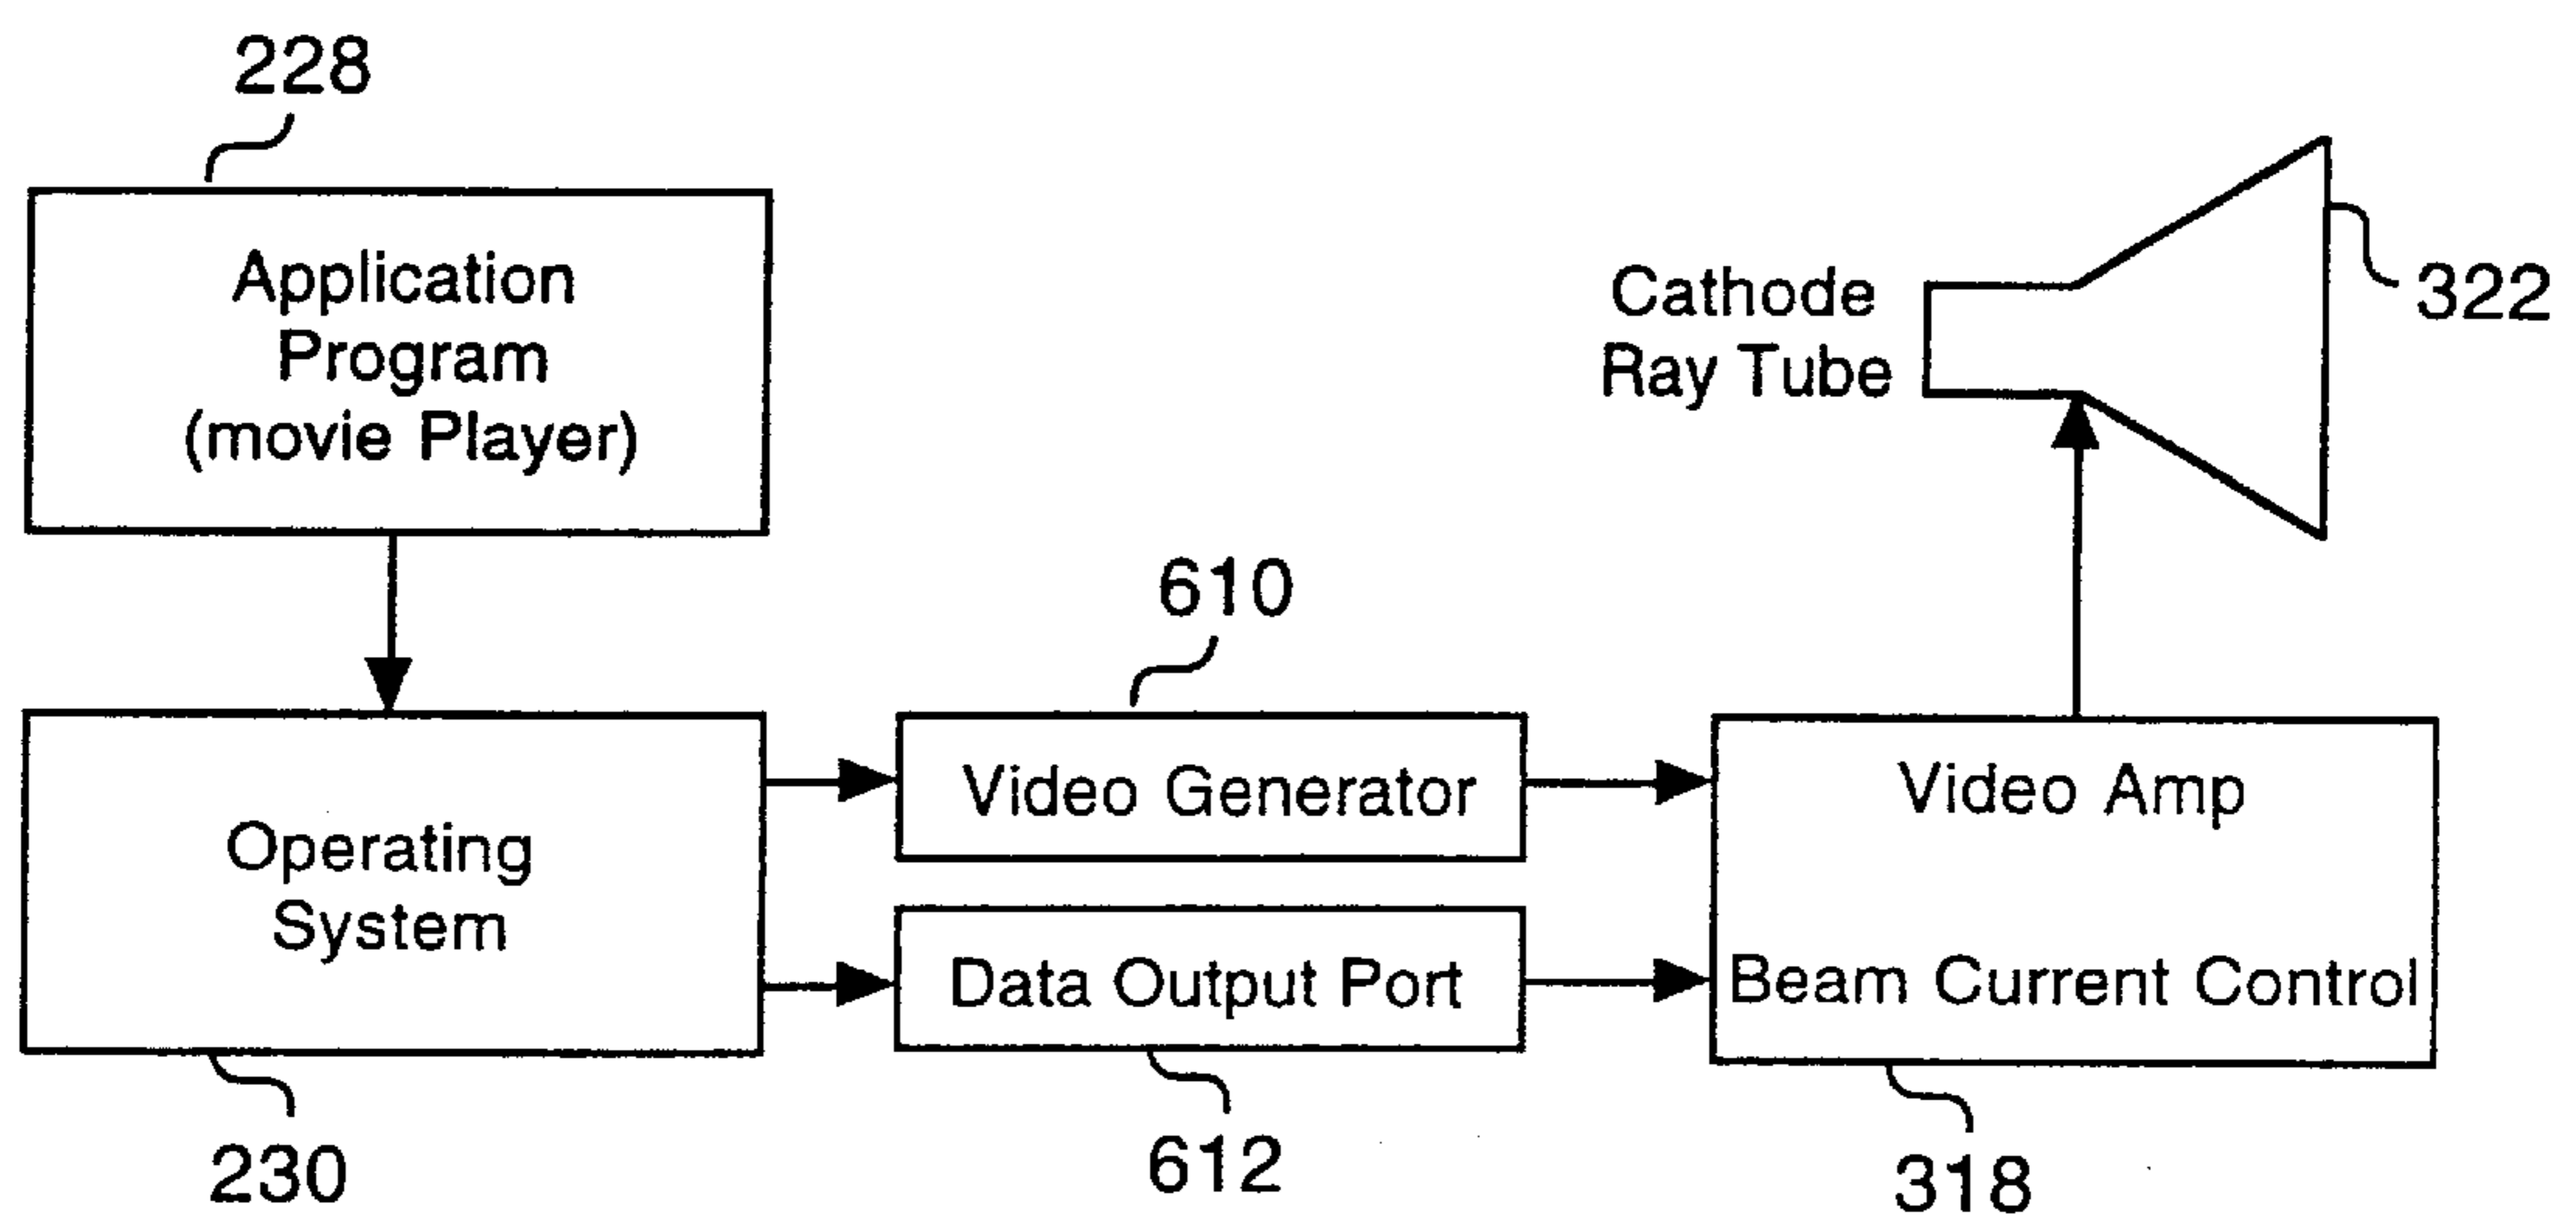 228
Application
Program
(movie Player)
Cathode
Ray Tube
322
610
Operating
System
Video Generator
Data Output Port
Video Amp
Beam Current Control
230
612
318